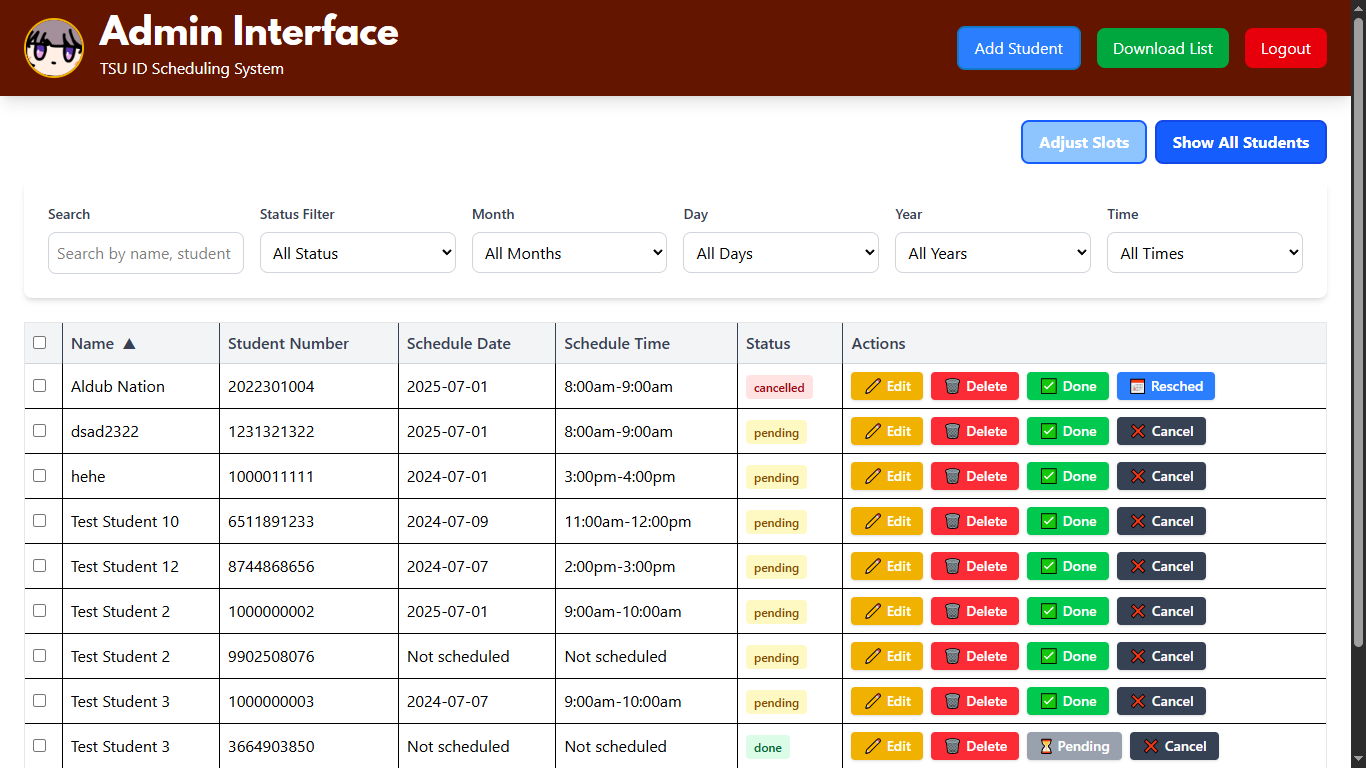 Admin Interface
TSU ID Scheduling System
Add Student
Download List
Logout
Adjust Slots
Show All Students
Search
Status Filter
Month
Day
Year
Time
Search by name, student
All Status
All Months
All Days
All Years
All Times
Name ▲ Student Number Schedule Date Schedule Time Status Actions
Aldub Nation 2022301004 2025-07-01 8:00am-9:00am cancelled Edit Delete Done Resched
dsad2322 1231321322 2025-07-01 8:00am-9:00am pending Edit Delete Done Cancel
hehe 1000011111 2024-07-01 3:00pm-4:00pm pending Edit Delete Done Cancel
Test Student 10 6511891233 2024-07-09 11:00am-12:00pm pending Edit Delete Done Cancel
Test Student 12 8744868656 2024-07-07 2:00pm-3:00pm pending Edit Delete Done Cancel
Test Student 2 1000000002 2025-07-01 9:00am-10:00am pending Edit Delete Done Cancel
Test Student 2 9902508076 Not scheduled Not scheduled pending Edit Delete Done Cancel
Test Student 3 1000000003 2024-07-07 9:00am-10:00am pending Edit Delete Done Cancel
Test Student 3 3664903850 Not scheduled Not scheduled done Edit Delete Pending Cancel